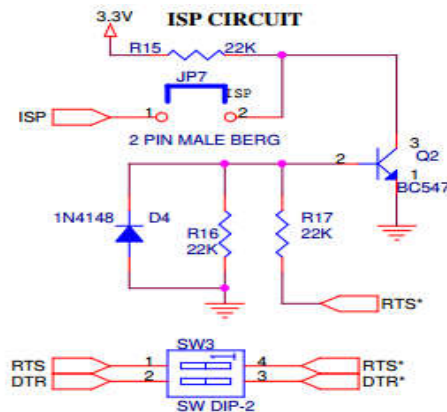 ISP CIRCUIT
3.3V
R15 22K
JP7
ISP
ISP 1 2
2 PIN MALE BERG
3
2 Q2
1
BC547
1N4148 D4
R16
22K
R17
22K
RTS*
SW3
RTS 1 4 RTS*
DTR 2 3 DTR*
SW DIP-2